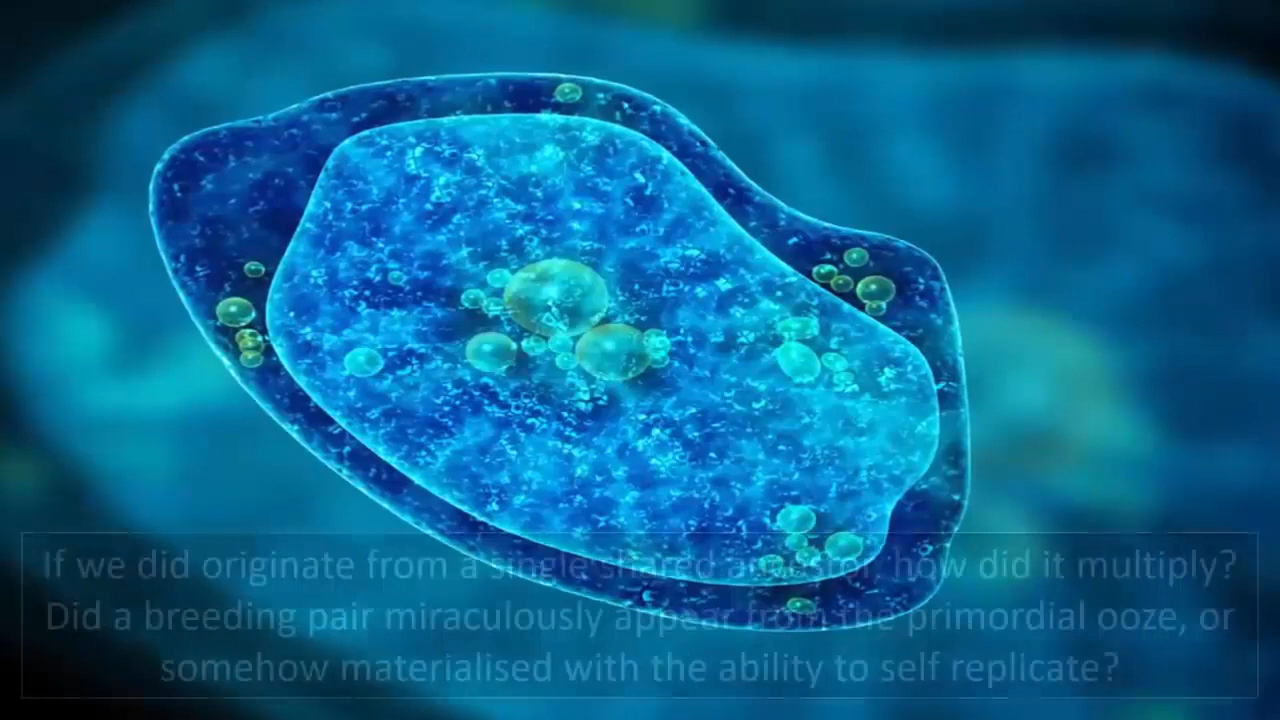 If we did originate from a single shared ancestor, how did it multiply?
Did a breeding pair miraculously appear from the primordial ooze, or
somehow materialised with the ability to self replicate?